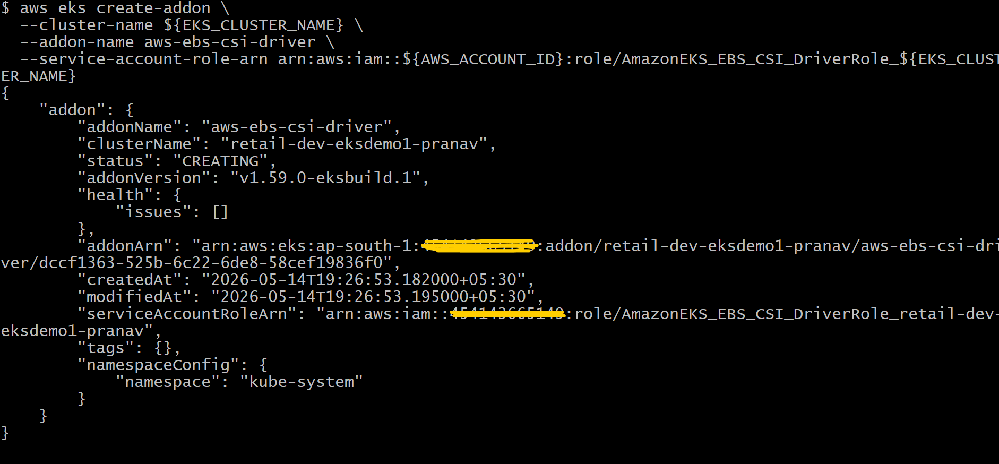 $ aws eks create-addon \
  --cluster-name ${EKS_CLUSTER_NAME} \
  --addon-name aws-ebs-csi-driver \
  --service-account-role-arn arn:aws:iam::${AWS_ACCOUNT_ID}:role/AmazonEKS_EBS_CSI_DriverRole_${EKS_CLUST
ER_NAME}
{
    "addon": {
        "addonName": "aws-ebs-csi-driver",
        "clusterName": "retail-dev-eksdemo1-pranav",
        "status": "CREATING",
        "addonVersion": "v1.59.0-eksbuild.1",
        "health": {
            "issues": []
        },
        "addonArn": "arn:aws:eks:ap-south-1: :addon/retail-dev-eksdemo1-pranav/aws-ebs-csi-dri
ver/dccf1363-525b-6c22-6de8-58cef19836f0",
        "createdAt": "2026-05-14T19:26:53.182000+05:30",
        "modifiedAt": "2026-05-14T19:26:53.195000+05:30",
        "serviceAccountRoleArn": "arn:aws:iam:: :role/AmazonEKS_EBS_CSI_DriverRole_retail-dev-
eksdemo1-pranav",
        "tags": {},
        "namespaceConfig": {
            "namespace": "kube-system"
        }
    }
}